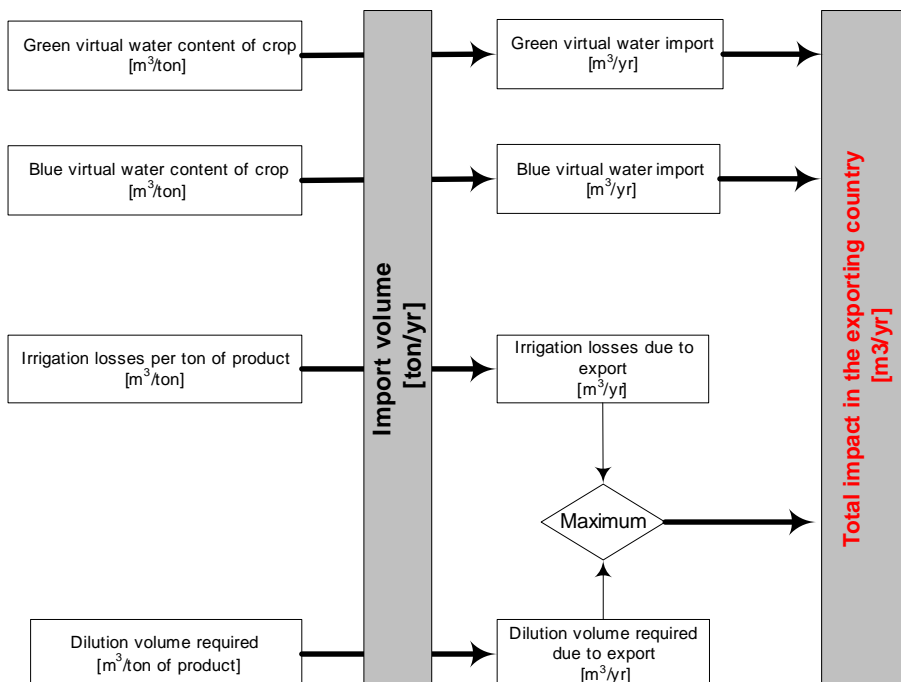 Green virtual water content of crop
[m³/ton]
Green virtual water import
[m³/yr]
Blue virtual water content of crop
[m³/ton]
Blue virtual water import
[m³/yr]
Import volume
[ton/yr]
Total impact in the exporting country
[m3/yr]
Irrigation losses per ton of product
[m³/ton]
Irrigation losses due to
export
[m³/yr]
Maximum
Dilution volume required
[m³/ton of product]
Dilution volume required
due to export
[m³/yr]